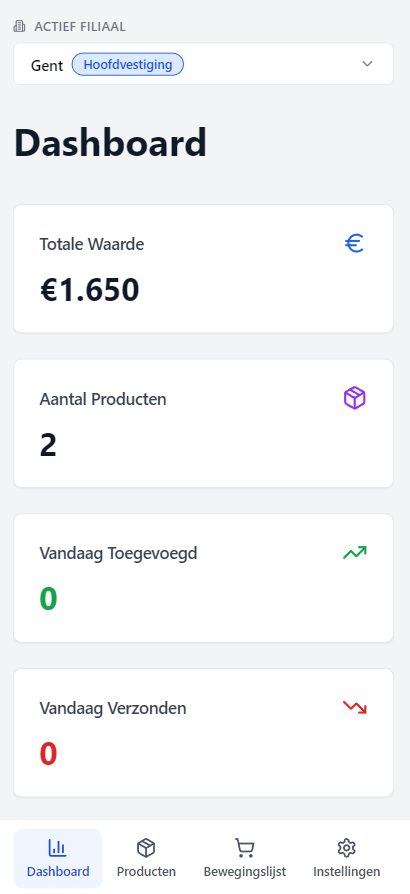 ACTIEF FILIAAL
Gent Hoofdvestiging
Dashboard
Totale Waarde
€1.650
Aantal Producten
2
Vandaag Toegevoegd
0
Vandaag Verzonden
0
Dashboard Producten Bewegingslijst Instellingen